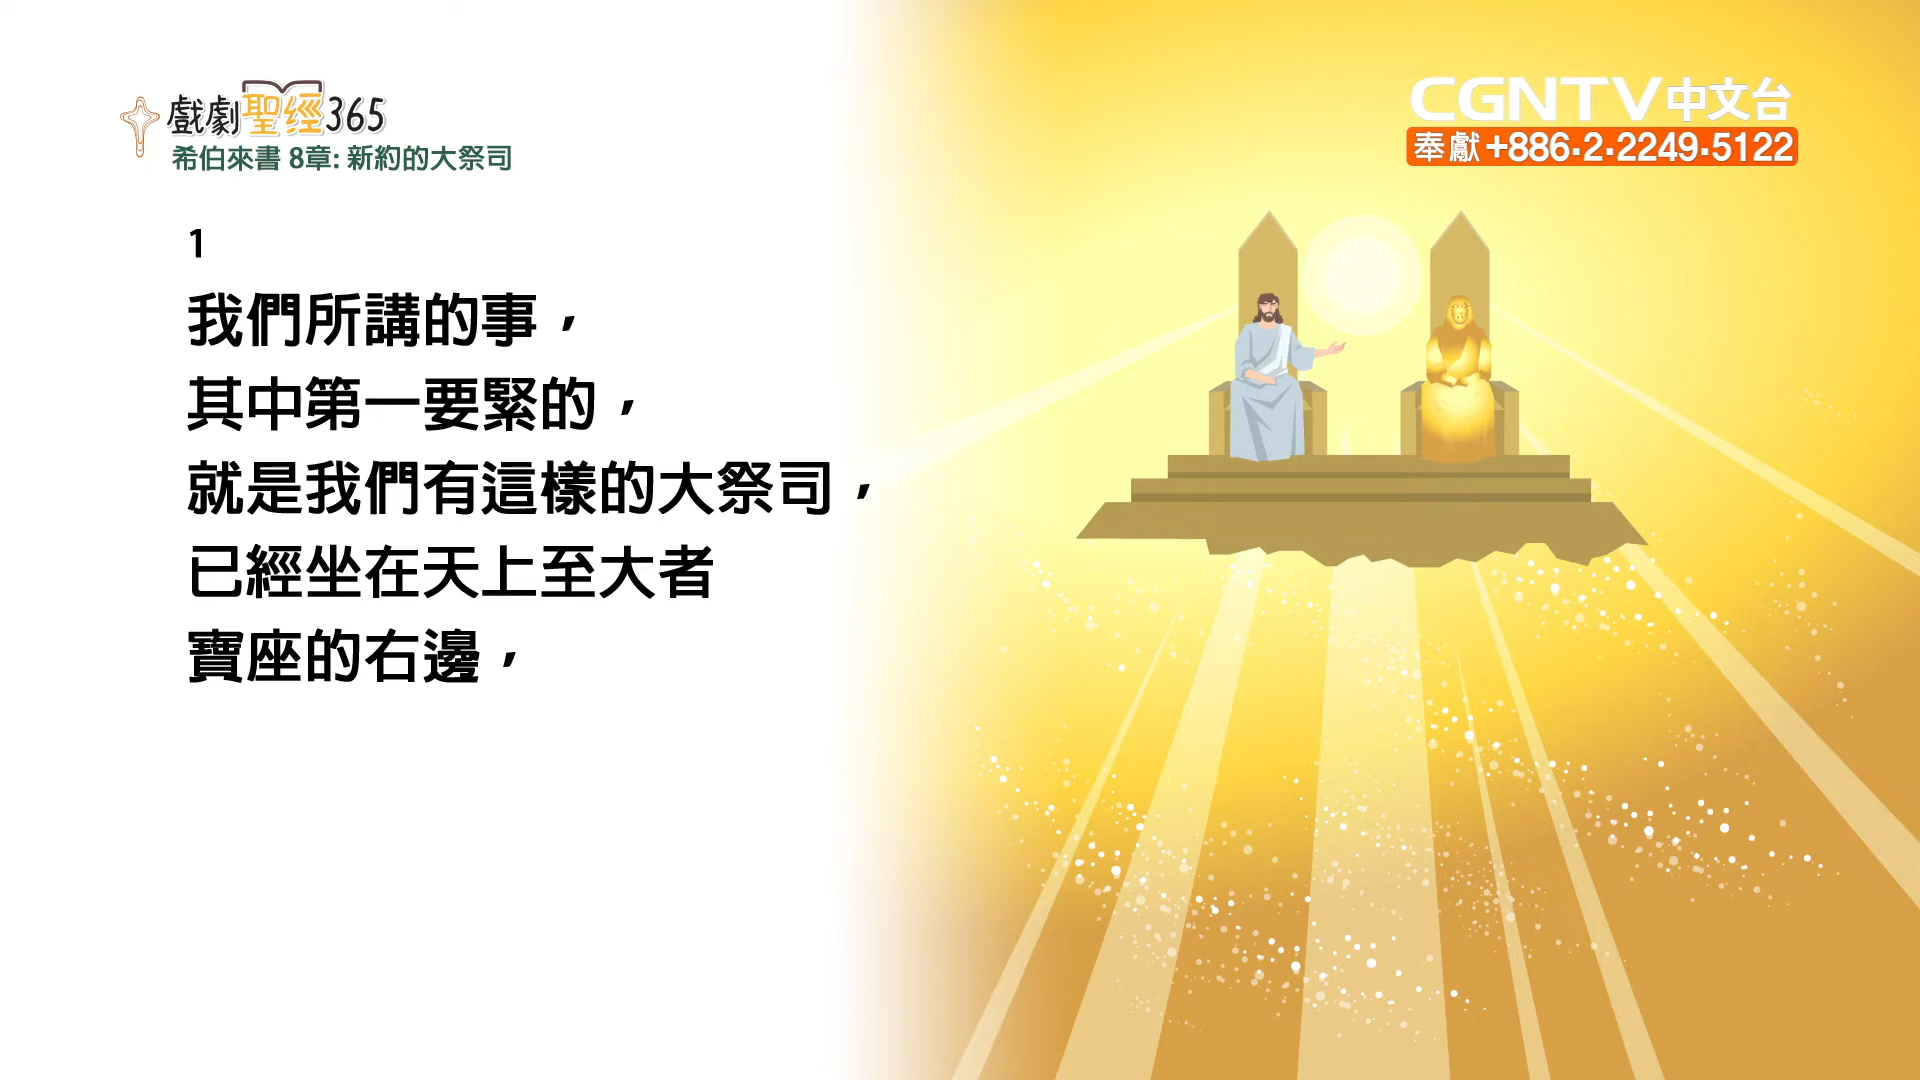 戲劇聖經365
希伯來書 8章: 新約的大祭司
CGNTV中文台
奉獻 +886·2·2249·5122
1
我們所講的事，
其中第一要緊的，
就是我們有這樣的大祭司，
已經坐在天上至大者
寶座的右邊，